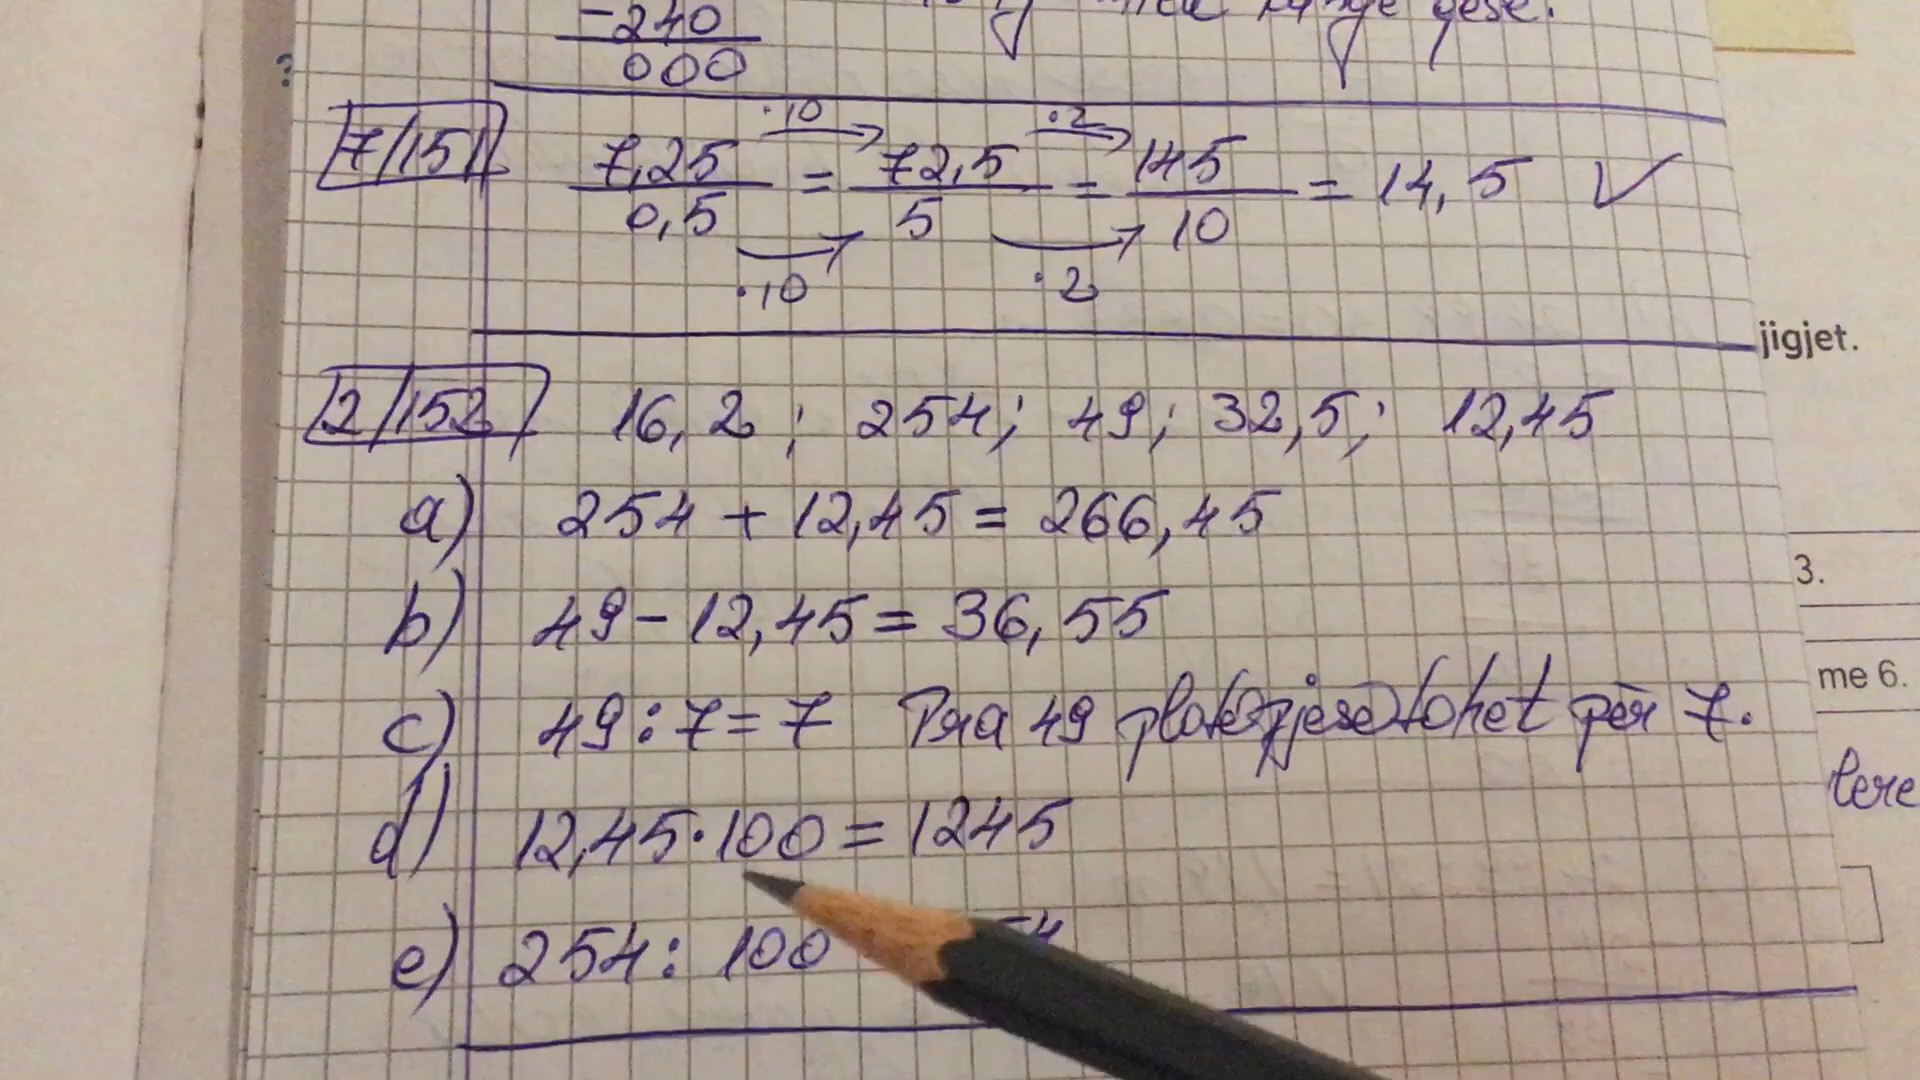 -240
000
7/151
7,25/0,5 = 72,5/5 = 145/10 = 14,5 ✓
·10 ·2
·10 ·2
jigjet.
2/152 16,2 ; 254; 49; 32,5; 12,45
a) 254 + 12,45 = 266,45
3.
b) 49 - 12,45 = 36,55
me 6.
c) 49 : 7 = 7 Pra 49 plotëpjesëtohet për 7.
d) 12,45 · 100 = 1245
e) 254 : 100